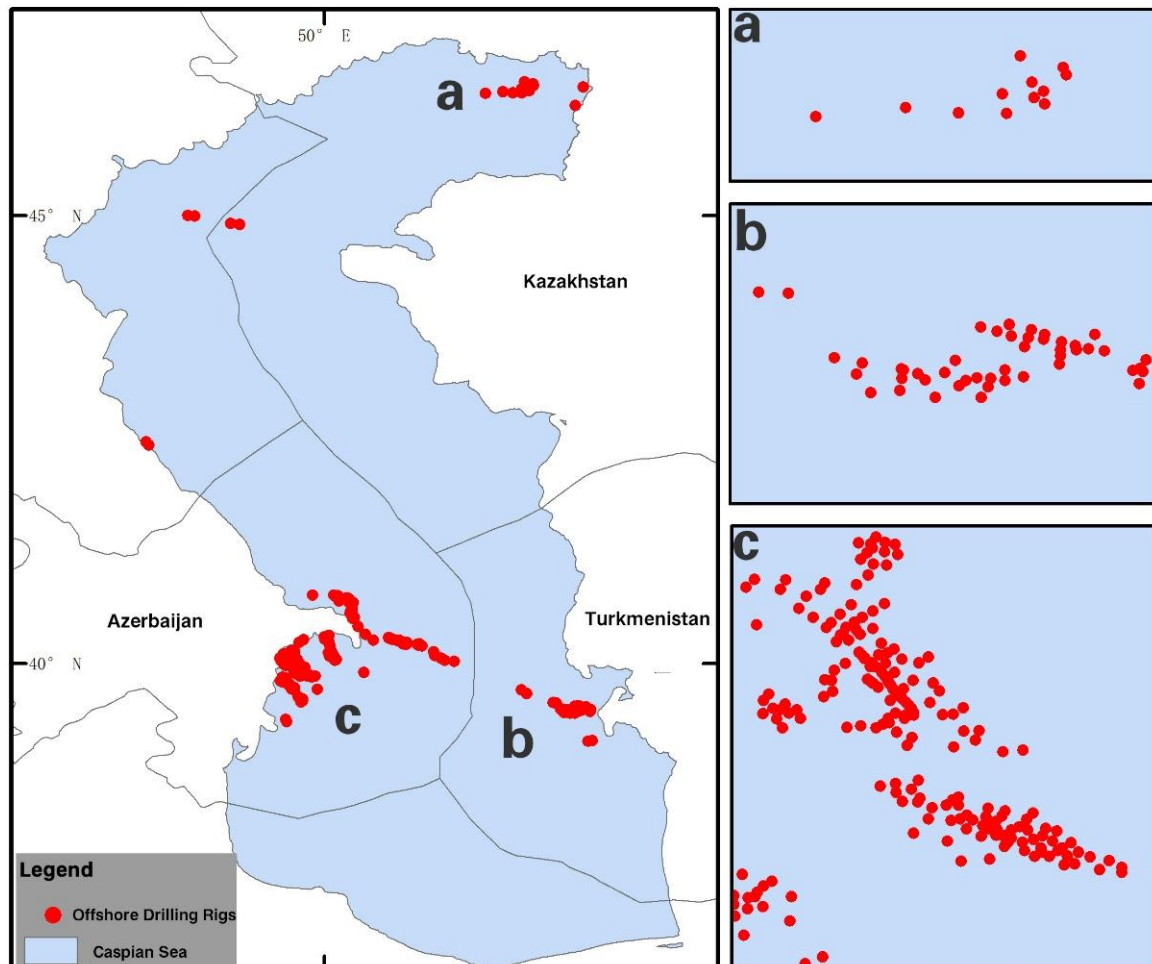 50° E
a
45° N
Kazakhstan
Azerbaijan
Turkmenistan
40° N
c
b
Legend
Offshore Drilling Rigs
Caspian Sea
a
b
c